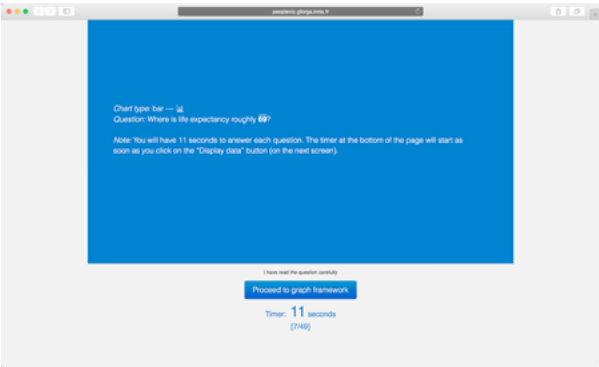 Chart type: bar —
Question: Where is life expectancy roughly 69?
Note: You will have 11 seconds to answer each question. The timer at the bottom of the page will start as
soon as you click on the "Display data" button (on the next screen).
I have read the question carefully
Proceed to graph framework
Timer: 11 seconds
[7/49]